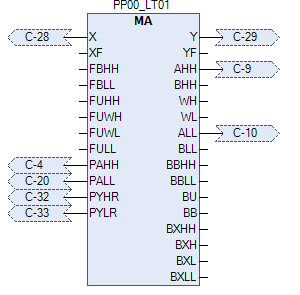 PP00_LT01
MA
C-28 X Y C-29
XF YF
FBHH AHH C-9
FBLL BHH
FUHH WH
FUWH WL
FUWL ALL C-10
FULL BLL
C-4 PAHH BBHH
C-20 PALL BBLL
C-32 PYHR BU
C-33 PYLR BB
BXHH
BXH
BXL
BXLL